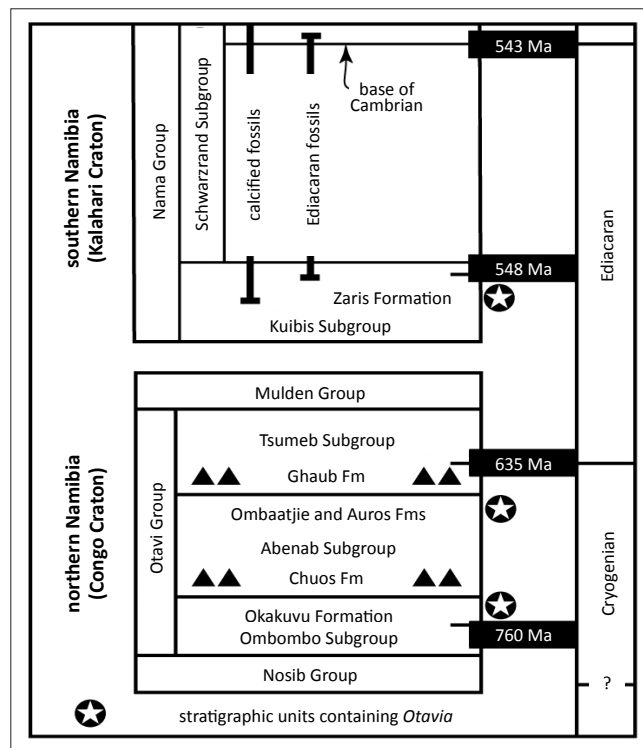 543 Ma
base of
Cambrian
southern Namibia
(Kalahari Craton)
Nama Group
Schwarzrand Subgroup
calcified fossils
Ediacaran fossils
Ediacaran
548 Ma
Zaris Formation
Kuibis Subgroup
Mulden Group
northern Namibia
(Congo Craton)
Otavi Group
Tsumeb Subgroup
635 Ma
Ghaub Fm
Ombaatjie and Auros Fms
Abenab Subgroup
Chuos Fm
Cryogenian
Okakuvu Formation
Ombombo Subgroup
760 Ma
Nosib Group
?
stratigraphic units containing Otavia